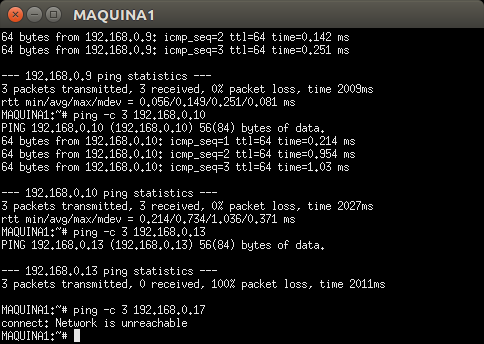 MAQUINA1
64 bytes from 192.168.0.9: icmp_seq=2 ttl=64 time=0.142 ms
64 bytes from 192.168.0.9: icmp_seq=3 ttl=64 time=0.251 ms
--- 192.168.0.9 ping statistics ---
3 packets transmitted, 3 received, 0% packet loss, time 2009ms
rtt min/avg/max/mdev = 0.056/0.149/0.251/0.081 ms
MAQUINA1:~# ping -c 3 192.168.0.10
PING 192.168.0.10 (192.168.0.10) 56(84) bytes of data.
64 bytes from 192.168.0.10: icmp_seq=1 ttl=64 time=0.214 ms
64 bytes from 192.168.0.10: icmp_seq=2 ttl=64 time=0.954 ms
64 bytes from 192.168.0.10: icmp_seq=3 ttl=64 time=1.03 ms
--- 192.168.0.10 ping statistics ---
3 packets transmitted, 3 received, 0% packet loss, time 2027ms
rtt min/avg/max/mdev = 0.214/0.734/1.036/0.371 ms
MAQUINA1:~# ping -c 3 192.168.0.13
PING 192.168.0.13 (192.168.0.13) 56(84) bytes of data.
--- 192.168.0.13 ping statistics ---
3 packets transmitted, 0 received, 100% packet loss, time 2011ms
MAQUINA1:~# ping -c 3 192.168.0.17
connect: Network is unreachable
MAQUINA1:~#